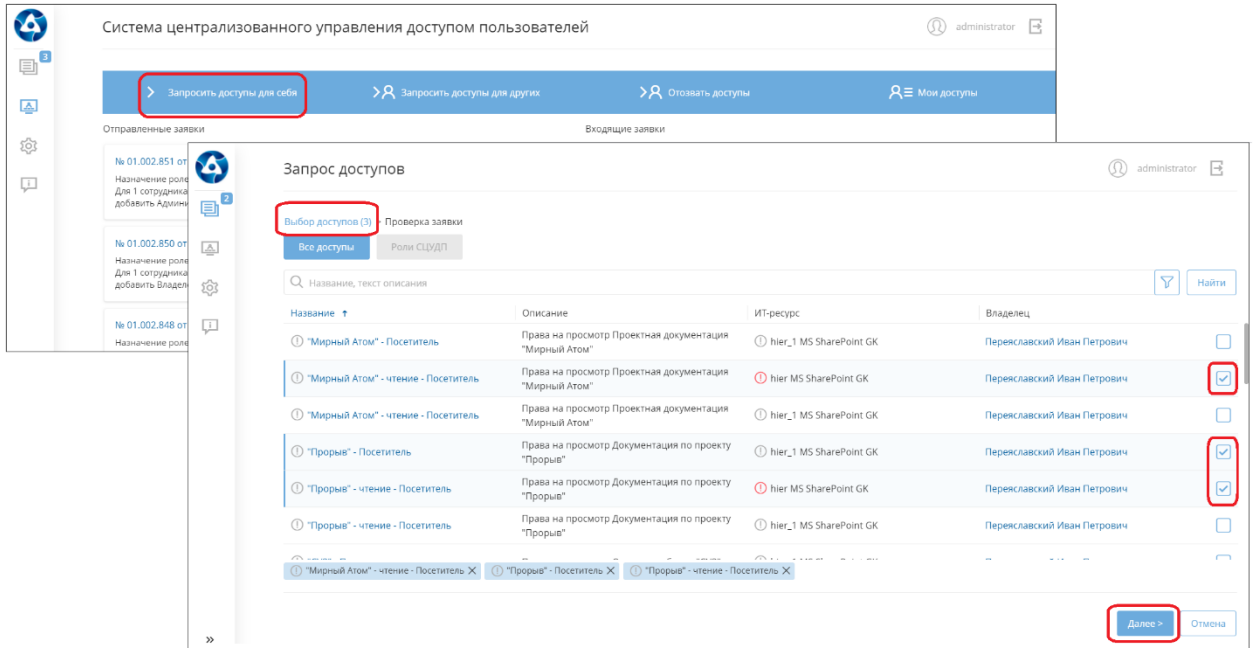 Система централизованного управления доступом пользователей
administrator
3
Запросить доступы для себя
Запросить доступы для других
Отозвать доступы
Мои доступы
Отправленные заявки
Входящие заявки
№ 01.002.851 от
Назначение роле
Для 1 сотрудника
добавить Админи
№ 01.002.850 от
Назначение роле
Для 1 сотрудника
добавить Владел
№ 01.002.848 от
Назначение роле
Запрос доступов
administrator
2
Выбор доступов (3) Проверка заявки
Все доступы
Роли СЦУДП
Название, текст описания
Найти
Название ↑ Описание ИТ-ресурс Владелец
"Мирный Атом" - Посетитель
Права на просмотр Проектная документация
"Мирный Атом"
hier_1 MS SharePoint GK
Переяславский Иван Петрович
"Мирный Атом" - чтение - Посетитель
Права на просмотр Проектная документация
"Мирный Атом"
hier MS SharePoint GK
Переяславский Иван Петрович
"Мирный Атом" - чтение - Посетитель
Права на просмотр Проектная документация
"Мирный Атом"
hier_1 MS SharePoint GK
Переяславский Иван Петрович
"Прорыв" - Посетитель
Права на просмотр Документация по проекту
"Прорыв"
hier_1 MS SharePoint GK
Переяславский Иван Петрович
"Прорыв" - чтение - Посетитель
Права на просмотр Документация по проекту
"Прорыв"
hier MS SharePoint GK
Переяславский Иван Петрович
"Прорыв" - чтение - Посетитель
Права на просмотр Документация по проекту
"Прорыв"
hier_1 MS SharePoint GK
Переяславский Иван Петрович
"Мирный Атом" - чтение - Посетитель ✕ "Прорыв" - Посетитель ✕ "Прорыв" - чтение - Посетитель ✕
Далее >
Отмена
»